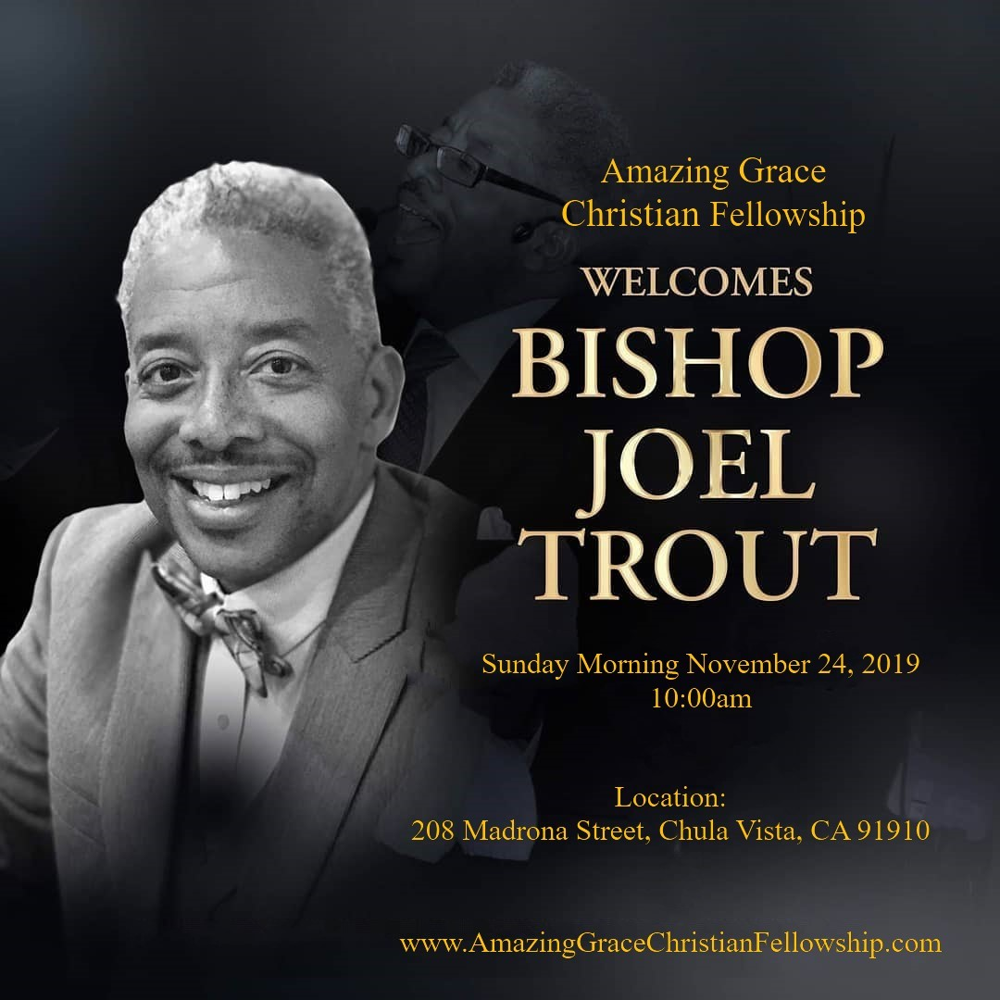 Amazing Grace
Christian Fellowship
WELCOMES
BISHOP
JOEL
TROUT
Sunday Morning November 24, 2019
10:00am
Location:
208 Madrona Street, Chula Vista, CA 91910
www.AmazingGraceChristianFellowship.com